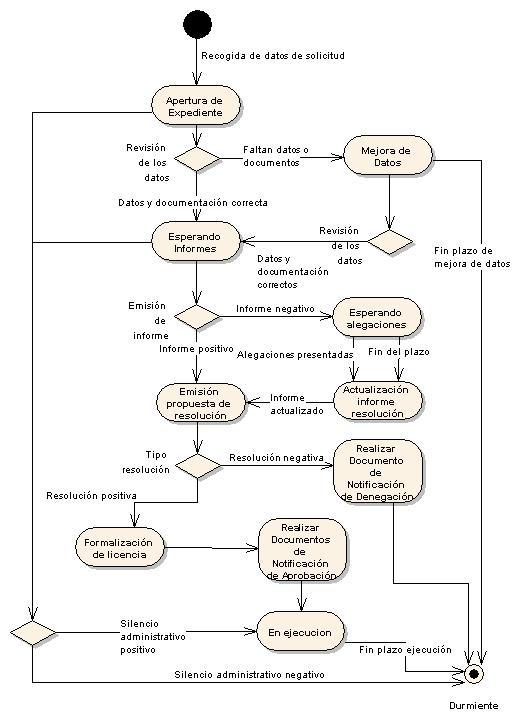 Recogida de datos de solicitud
Apertura de
Expediente
Revisión
de los
datos
Faltan datos o
documentos
Mejora de
Datos
Datos y documentación correcta
Esperando
Informes
Revisión
de los
datos
Datos y
documentación
correctos
Fin plazo de
mejora de datos
Emisión
de
informe
Informe negativo
Esperando
alegaciones
Informe positivo
Alegaciones presentadas
Fin del plazo
Emisión
propuesta de
resolución
Informe
actualizado
Actualización
informe
resolución
Tipo
resolución
Resolución negativa
Realizar
Documento
de
Notificación
de Denegación
Resolución positiva
Formalización
de licencia
Realizar
Documentos
de
Notificación
de Aprobación
Silencio
administrativo
positivo
En ejecucion
Fin plazo ejecución
Silencio administrativo negativo
Durmiente